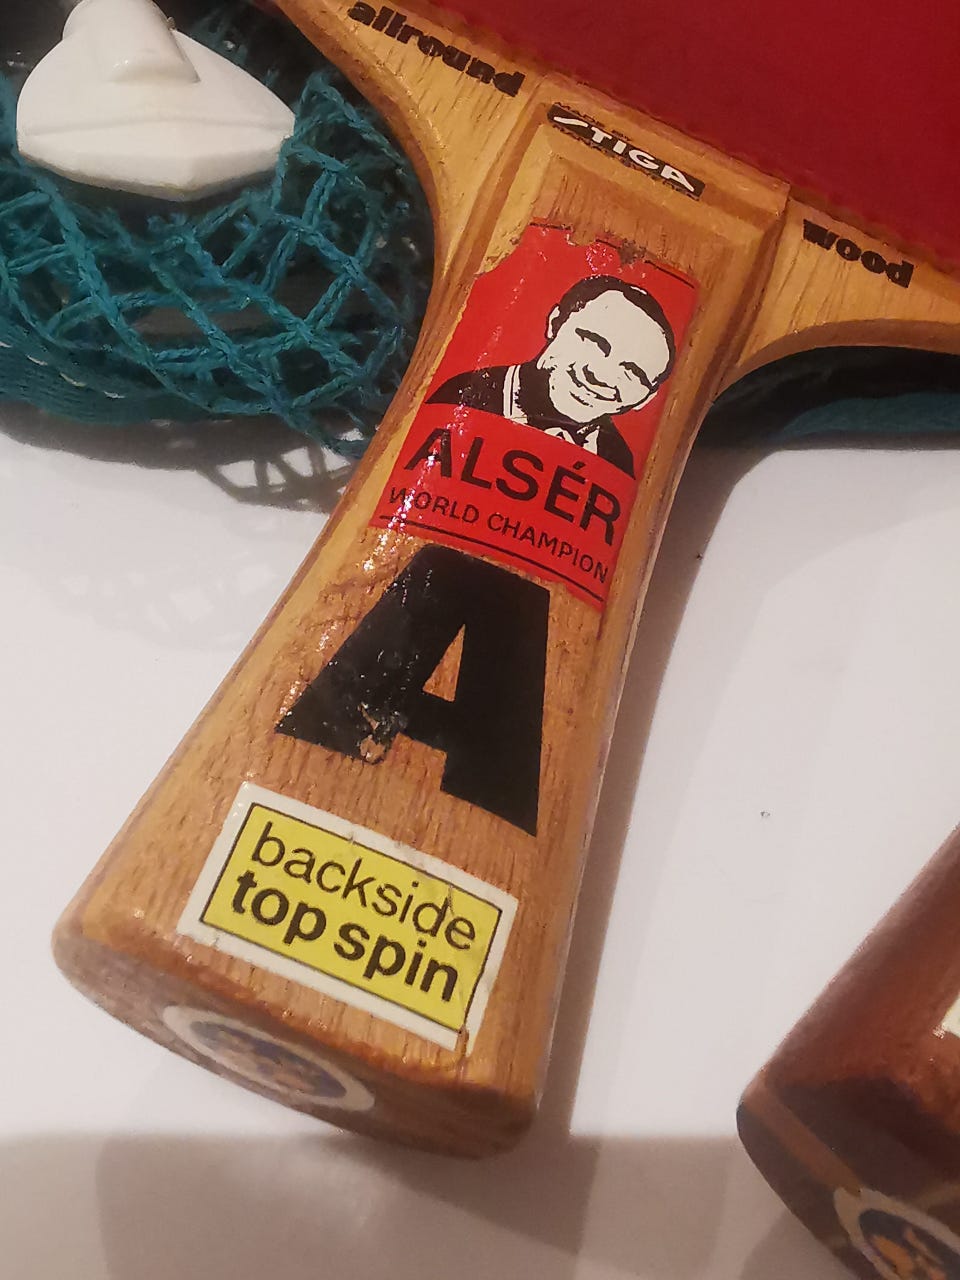 allround
STIGA
wood
ALSÉR
WORLD CHAMPION
A
backside
top spin